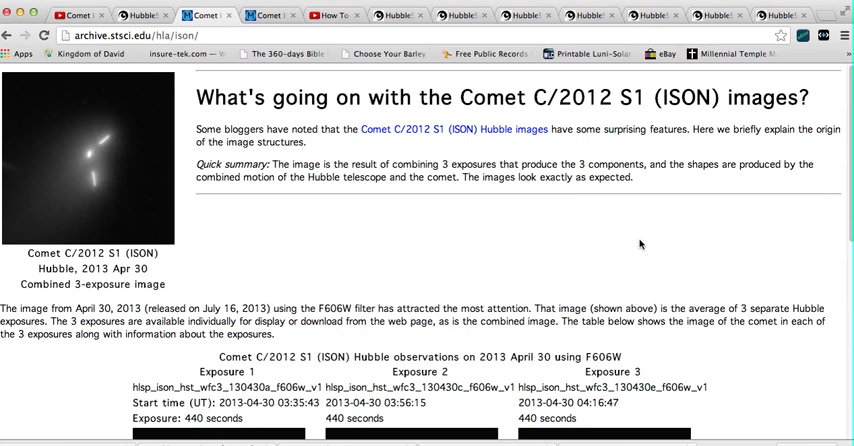 Comet
HubbleS
Comet
Comet
How To
HubbleS
HubbleS
HubbleS
HubbleS
HubbleS
HubbleS
HubbleS
archive.stsci.edu/hla/ison/
Apps Kingdom of David insure-tek.com — W The 360-days Bible Choose Your Barley Free Public Records Printable Luni-Solar eBay Millennial Temple M »
What's going on with the Comet C/2012 S1 (ISON) images?
Some bloggers have noted that the Comet C/2012 S1 (ISON) Hubble images have some surprising features. Here we briefly explain the origin
of the image structures.
Quick summary: The image is the result of combining 3 exposures that produce the 3 components, and the shapes are produced by the
combined motion of the Hubble telescope and the comet. The images look exactly as expected.
Comet C/2012 S1 (ISON)
Hubble, 2013 Apr 30
Combined 3-exposure image
The image from April 30, 2013 (released on July 16, 2013) using the F606W filter has attracted the most attention. That image (shown above) is the average of 3 separate Hubble
exposures. The 3 exposures are available individually for display or download from the web page, as is the combined image. The table below shows the image of the comet in each of
the 3 exposures along with information about the exposures.
Comet C/2012 S1 (ISON) Hubble observations on 2013 April 30 using F606W
Exposure 1 Exposure 2 Exposure 3
hlsp_ison_hst_wfc3_130430a_f606w_v1 hlsp_ison_hst_wfc3_130430c_f606w_v1 hlsp_ison_hst_wfc3_130430e_f606w_v1
Start time (UT): 2013-04-30 03:35:43 2013-04-30 03:56:15 2013-04-30 04:16:47
Exposure: 440 seconds 440 seconds 440 seconds